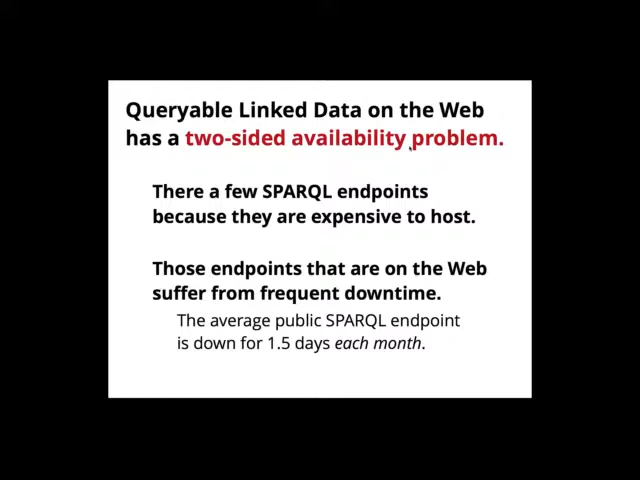 Queryable Linked Data on the Web
has a two-sided availability problem.
There a few SPARQL endpoints
because they are expensive to host.
Those endpoints that are on the Web
suffer from frequent downtime.
The average public SPARQL endpoint
is down for 1.5 days each month.